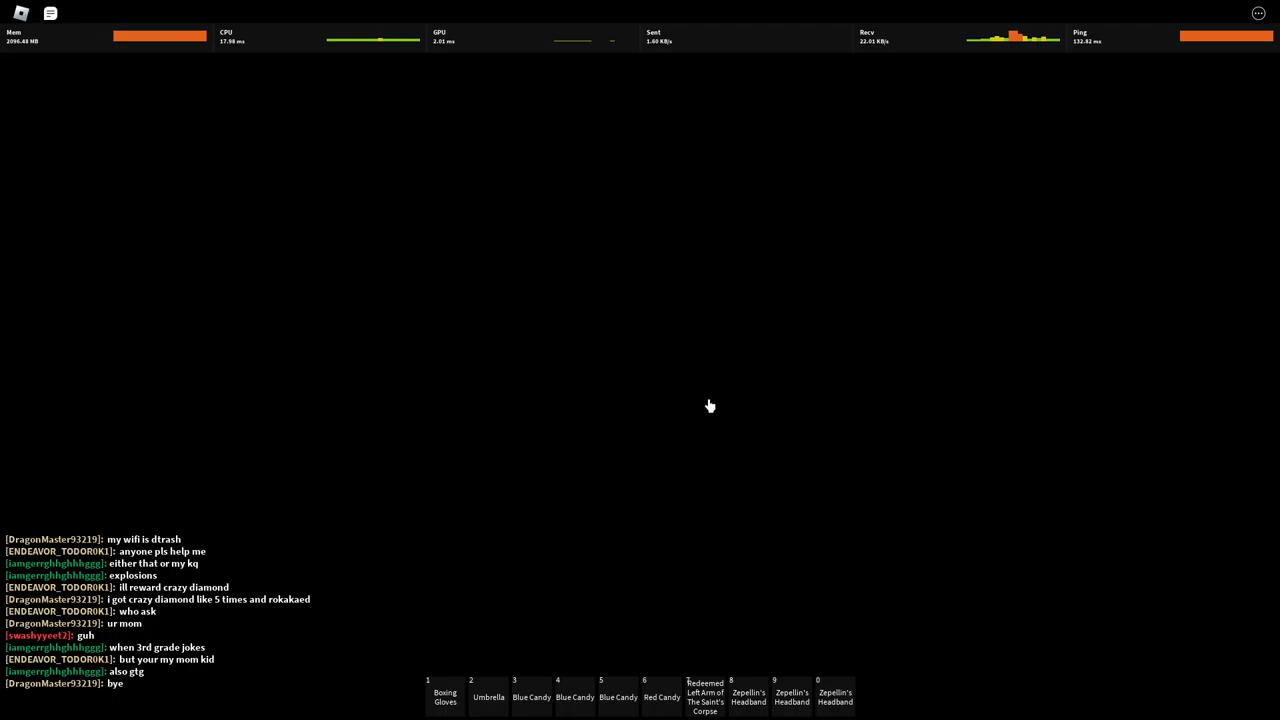 Mem
2096.48 MB
CPU
17.98 ms
GPU
2.01 ms
Sent
1.60 KB/s
Recv
22.01 KB/s
Ping
132.82 ms
[DragonMaster93219]: my wifi is dtrash
[ENDEAVOR_TODOR0K1]: anyone pls help me
[iamgerrghhghhhggg]: either that or my kq
[iamgerrghhghhhggg]: explosions
[ENDEAVOR_TODOR0K1]: ill reward crazy diamond
[DragonMaster93219]: i got crazy diamond like 5 times and rokakaed
[ENDEAVOR_TODOR0K1]: who ask
[DragonMaster93219]: ur mom
[swashyyeet2]: guh
[iamgerrghhghhhggg]: when 3rd grade jokes
[ENDEAVOR_TODOR0K1]: but your my mom kid
[iamgerrghhghhhggg]: also gtg
[DragonMaster93219]: bye
1
Boxing
Gloves
2
Umbrella
3
Blue Candy
4
Blue Candy
5
Blue Candy
6
Red Candy
7
Redeemed
Left Arm of
The Saint's
Corpse
8
Zepellin's
Headband
9
Zepellin's
Headband
0
Zepellin's
Headband